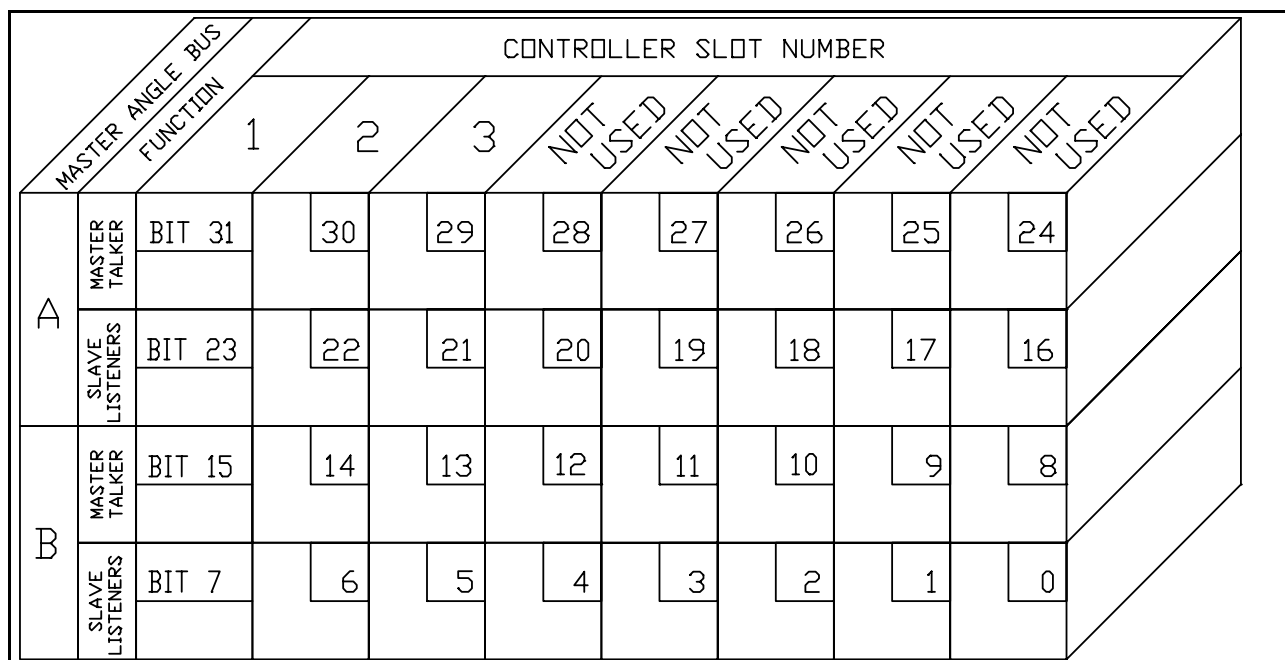 CONTROLLER SLOT NUMBER
MASTER ANGLE BUS
FUNCTION
1 2 3 NOT USED NOT USED NOT USED NOT USED NOT USED
A
MASTER TALKER
BIT 31 30 29 28 27 26 25 24
SLAVE LISTENERS
BIT 23 22 21 20 19 18 17 16
B
MASTER TALKER
BIT 15 14 13 12 11 10 9 8
SLAVE LISTENERS
BIT 7 6 5 4 3 2 1 0